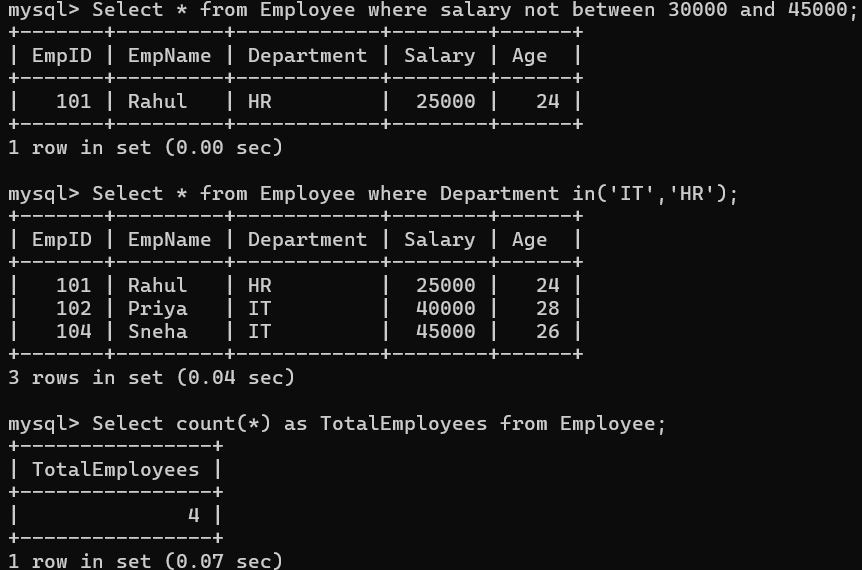 mysql> Select * from Employee where salary not between 30000 and 45000;
+-------+---------+------------+--------+------+
| EmpID | EmpName | Department | Salary | Age  |
+-------+---------+------------+--------+------+
|   101 | Rahul   | HR         |  25000 |   24 |
+-------+---------+------------+--------+------+
1 row in set (0.00 sec)

mysql> Select * from Employee where Department in('IT','HR');
+-------+---------+------------+--------+------+
| EmpID | EmpName | Department | Salary | Age  |
+-------+---------+------------+--------+------+
|   101 | Rahul   | HR         |  25000 |   24 |
|   102 | Priya   | IT         |  40000 |   28 |
|   104 | Sneha   | IT         |  45000 |   26 |
+-------+---------+------------+--------+------+
3 rows in set (0.04 sec)

mysql> Select count(*) as TotalEmployees from Employee;
+----------------+
| TotalEmployees |
+----------------+
|              4 |
+----------------+
1 row in set (0.07 sec)